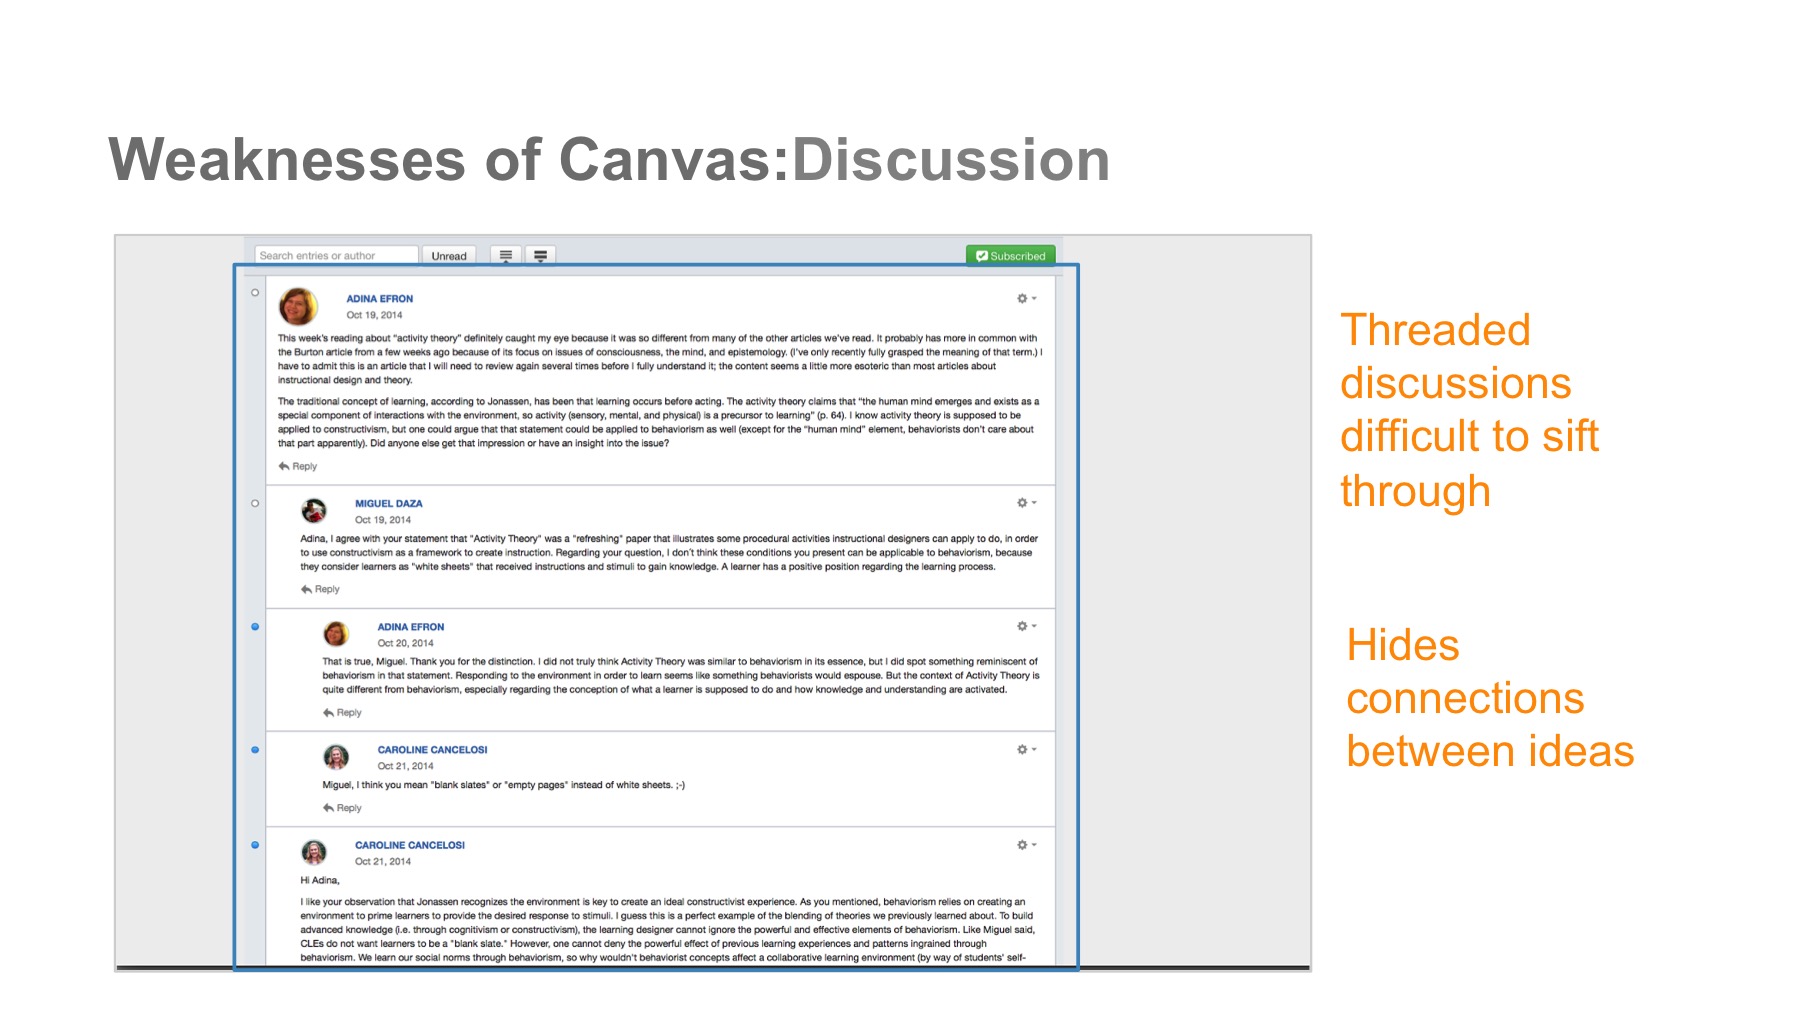 Weaknesses of Canvas:Discussion
Search entries or author
Unread
Subscribed
ADINA EFRON
Oct 19, 2014
This week's reading about "activity theory" definitely caught my eye because it was so different from many of the other articles we've read. It probably has more in common with
the Burton article from a few weeks ago because of its focus on issues of consciousness, the mind, and epistemology. (I've only recently fully grasped the meaning of that term.) I
have to admit this is an article that I will need to review again several times before I fully understand it; the content seems a little more esoteric than most articles about
instructional design and theory.
The traditional concept of learning, according to Jonassen, has been that learning occurs before acting. The activity theory claims that "the human mind emerges and exists as a
special component of interactions with the environment, so activity (sensory, mental, and physical) is a precursor to learning" (p. 64). I know activity theory is supposed to be
applied to constructivism, but one could argue that that statement could be applied to behaviorism as well (except for the "human mind" element, behaviorists don't care about
that part apparently). Did anyone else get that impression or have an insight into the issue?
Reply
MIGUEL DAZA
Oct 19, 2014
Adina, I agree with your statement that "Activity Theory" was a "refreshing" paper that illustrates some procedural activities instructional designers can apply to do, in order
to use constructivism as a framework to create instruction. Regarding your question, I don't think these conditions you present can be applicable to behaviorism, because
they consider learners as "white sheets" that received instructions and stimuli to gain knowledge. A learner has a positive position regarding the learning process.
Reply
ADINA EFRON
Oct 20, 2014
That is true, Miguel. Thank you for the distinction. I did not truly think Activity Theory was similar to behaviorism in its essence, but I did spot something reminiscent of
behaviorism in that statement. Responding to the environment in order to learn seems like something behaviorists would espouse. But the context of Activity Theory is
quite different from behaviorism, especially regarding the conception of what a learner is supposed to do and how knowledge and understanding are activated.
Reply
CAROLINE CANCELOSI
Oct 21, 2014
Miguel, I think you mean "blank slates" or "empty pages" instead of white sheets. ;-)
Reply
CAROLINE CANCELOSI
Oct 21, 2014
Hi Adina,
I like your observation that Jonassen recognizes the environment is key to create an ideal constructivist experience. As you mentioned, behaviorism relies on creating an
environment to prime learners to provide the desired response to stimuli. I guess this is a perfect example of the blending of theories we previously learned about. To build
advanced knowledge (i.e. through cognitivism or constructivism), the learning designer cannot ignore the powerful and effective elements of behaviorism. Like Miguel said,
CLEs do not want learners to be a "blank slate." However, one cannot deny the powerful effect of previous learning experiences and patterns ingrained through
behaviorism. We learn our social norms through behaviorism, so why wouldn't behaviorist concepts affect a collaborative learning environment (by way of students' self-
Threaded
discussions
difficult to sift
through
Hides
connections
between ideas